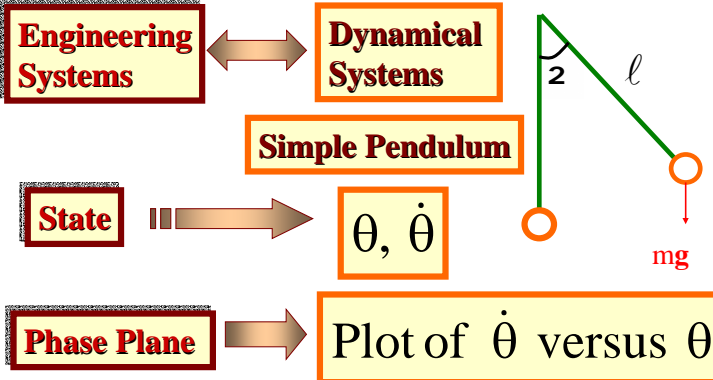 Engineering
Systems
Dynamical
Systems
2
ℓ
Simple Pendulum
State
θ, θ̇
mg
Phase Plane
Plot of θ̇ versus θ